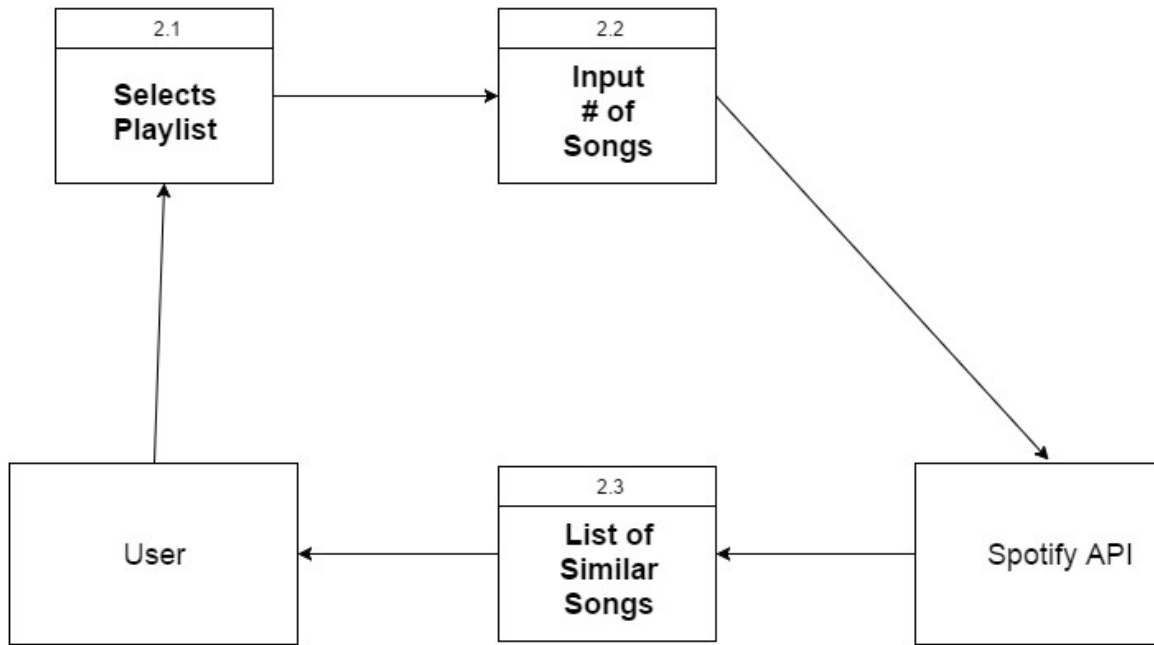 2.1
Selects
Playlist
2.2
Input
# of
Songs
User
2.3
List of
Similar
Songs
Spotify API